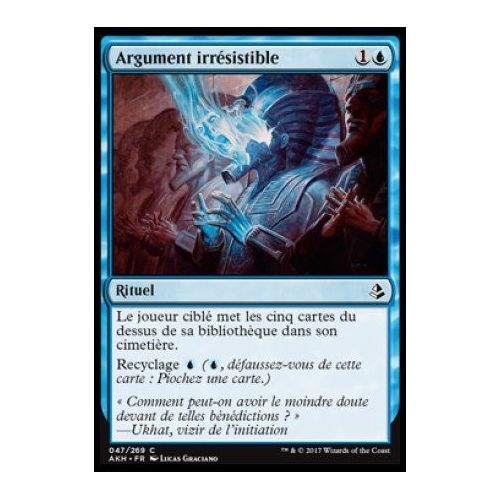 Argument irrésistible 1
Rituel
Le joueur ciblé met les cinq cartes du
dessus de sa bibliothèque dans son
cimetière.
Recyclage (, défaussez-vous de cette
carte : Piochez une carte.)
« Comment peut-on avoir le moindre doute
devant de telles bénédictions ? »
—Ukhat, vizir de l'initiation
047/269 C
AKH • FR Lucas Graciano
™ & © 2017 Wizards of the Coast